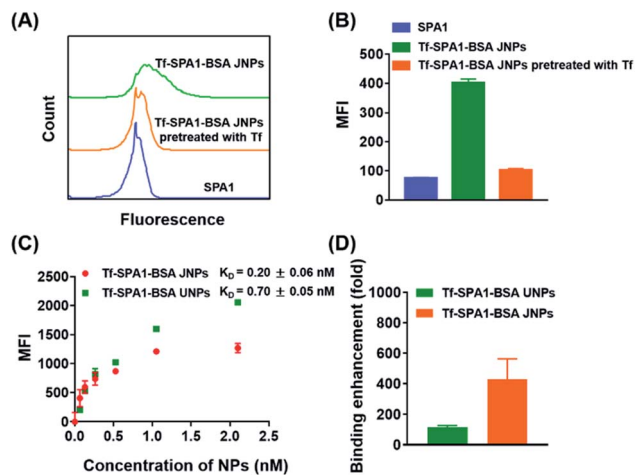 (A)
Tf-SPA1-BSA JNPs
Tf-SPA1-BSA JNPs
pretreated with Tf
SPA1
Count
Fluorescence
(B)
SPA1
Tf-SPA1-BSA JNPs
Tf-SPA1-BSA JNPs pretreated with Tf
500
400
300
200
100
0
MFI
(C)
Tf-SPA1-BSA JNPs K_D = 0.20 ± 0.06 nM
Tf-SPA1-BSA UNPs K_D = 0.70 ± 0.05 nM
2500
2000
1500
1000
500
0
MFI
0.0 0.5 1.0 1.5 2.0 2.5
Concentration of NPs (nM)
(D)
Tf-SPA1-BSA UNPs
Tf-SPA1-BSA JNPs
1000
800
600
400
200
0
Binding enhancement (fold)